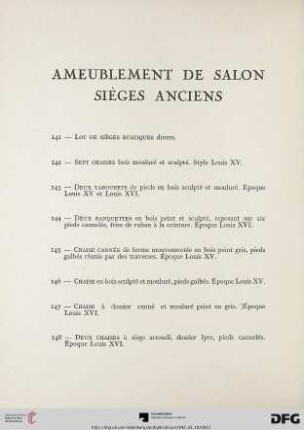 AMEUBLEMENT DE SALON
SIÈGES ANCIENS
241 — Lot de sièges rustiques divers.
242 — Sept chaises bois mouluré et sculpté. Style Louis XV.
243 — Deux tabourets de pieds en bois sculpté et mouluré. Époque
Louis XV et Louis XVI.
244 — Deux banquettes en bois peint et sculpté, reposant sur six
pieds cannelés, frise de ruban à la ceinture. Époque Louis XVI.
245 — Chaise cannée de forme mouvementée en bois peint gris, pieds
galbés réunis par des traverses. Époque Louis XV.
246 — Chaise en bois sculpté et mouluré, pieds galbés. Époque Louis XV.
247 — Chaise à dossier canné et mouluré peint en gris. Époque
Louis XVI.
248 — Deux chaises à siège arrondi, dossier lyre, pieds cannelés.
Époque Louis XVI.
DFG